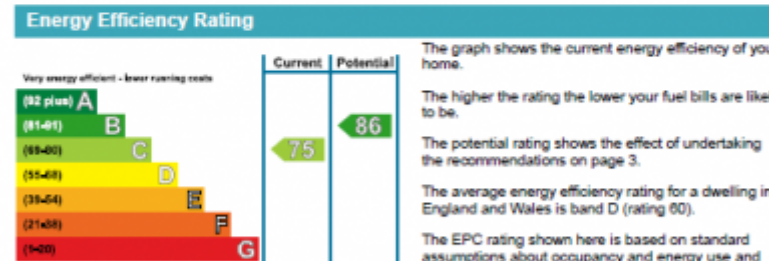 Energy Efficiency Rating
Current Potential
Very energy efficient - lower running costs
(92 plus) A
(81-91) B
(69-80) C
(55-68) D
(39-54) E
(21-38) F
(1-20) G
75
86
The graph shows the current energy efficiency of you
home.
The higher the rating the lower your fuel bills are likel
to be.
The potential rating shows the effect of undertaking
the recommendations on page 3.
The average energy efficiency rating for a dwelling in
England and Wales is band D (rating 60).
The EPC rating shown here is based on standard
assumptions about occupancy and energy use and